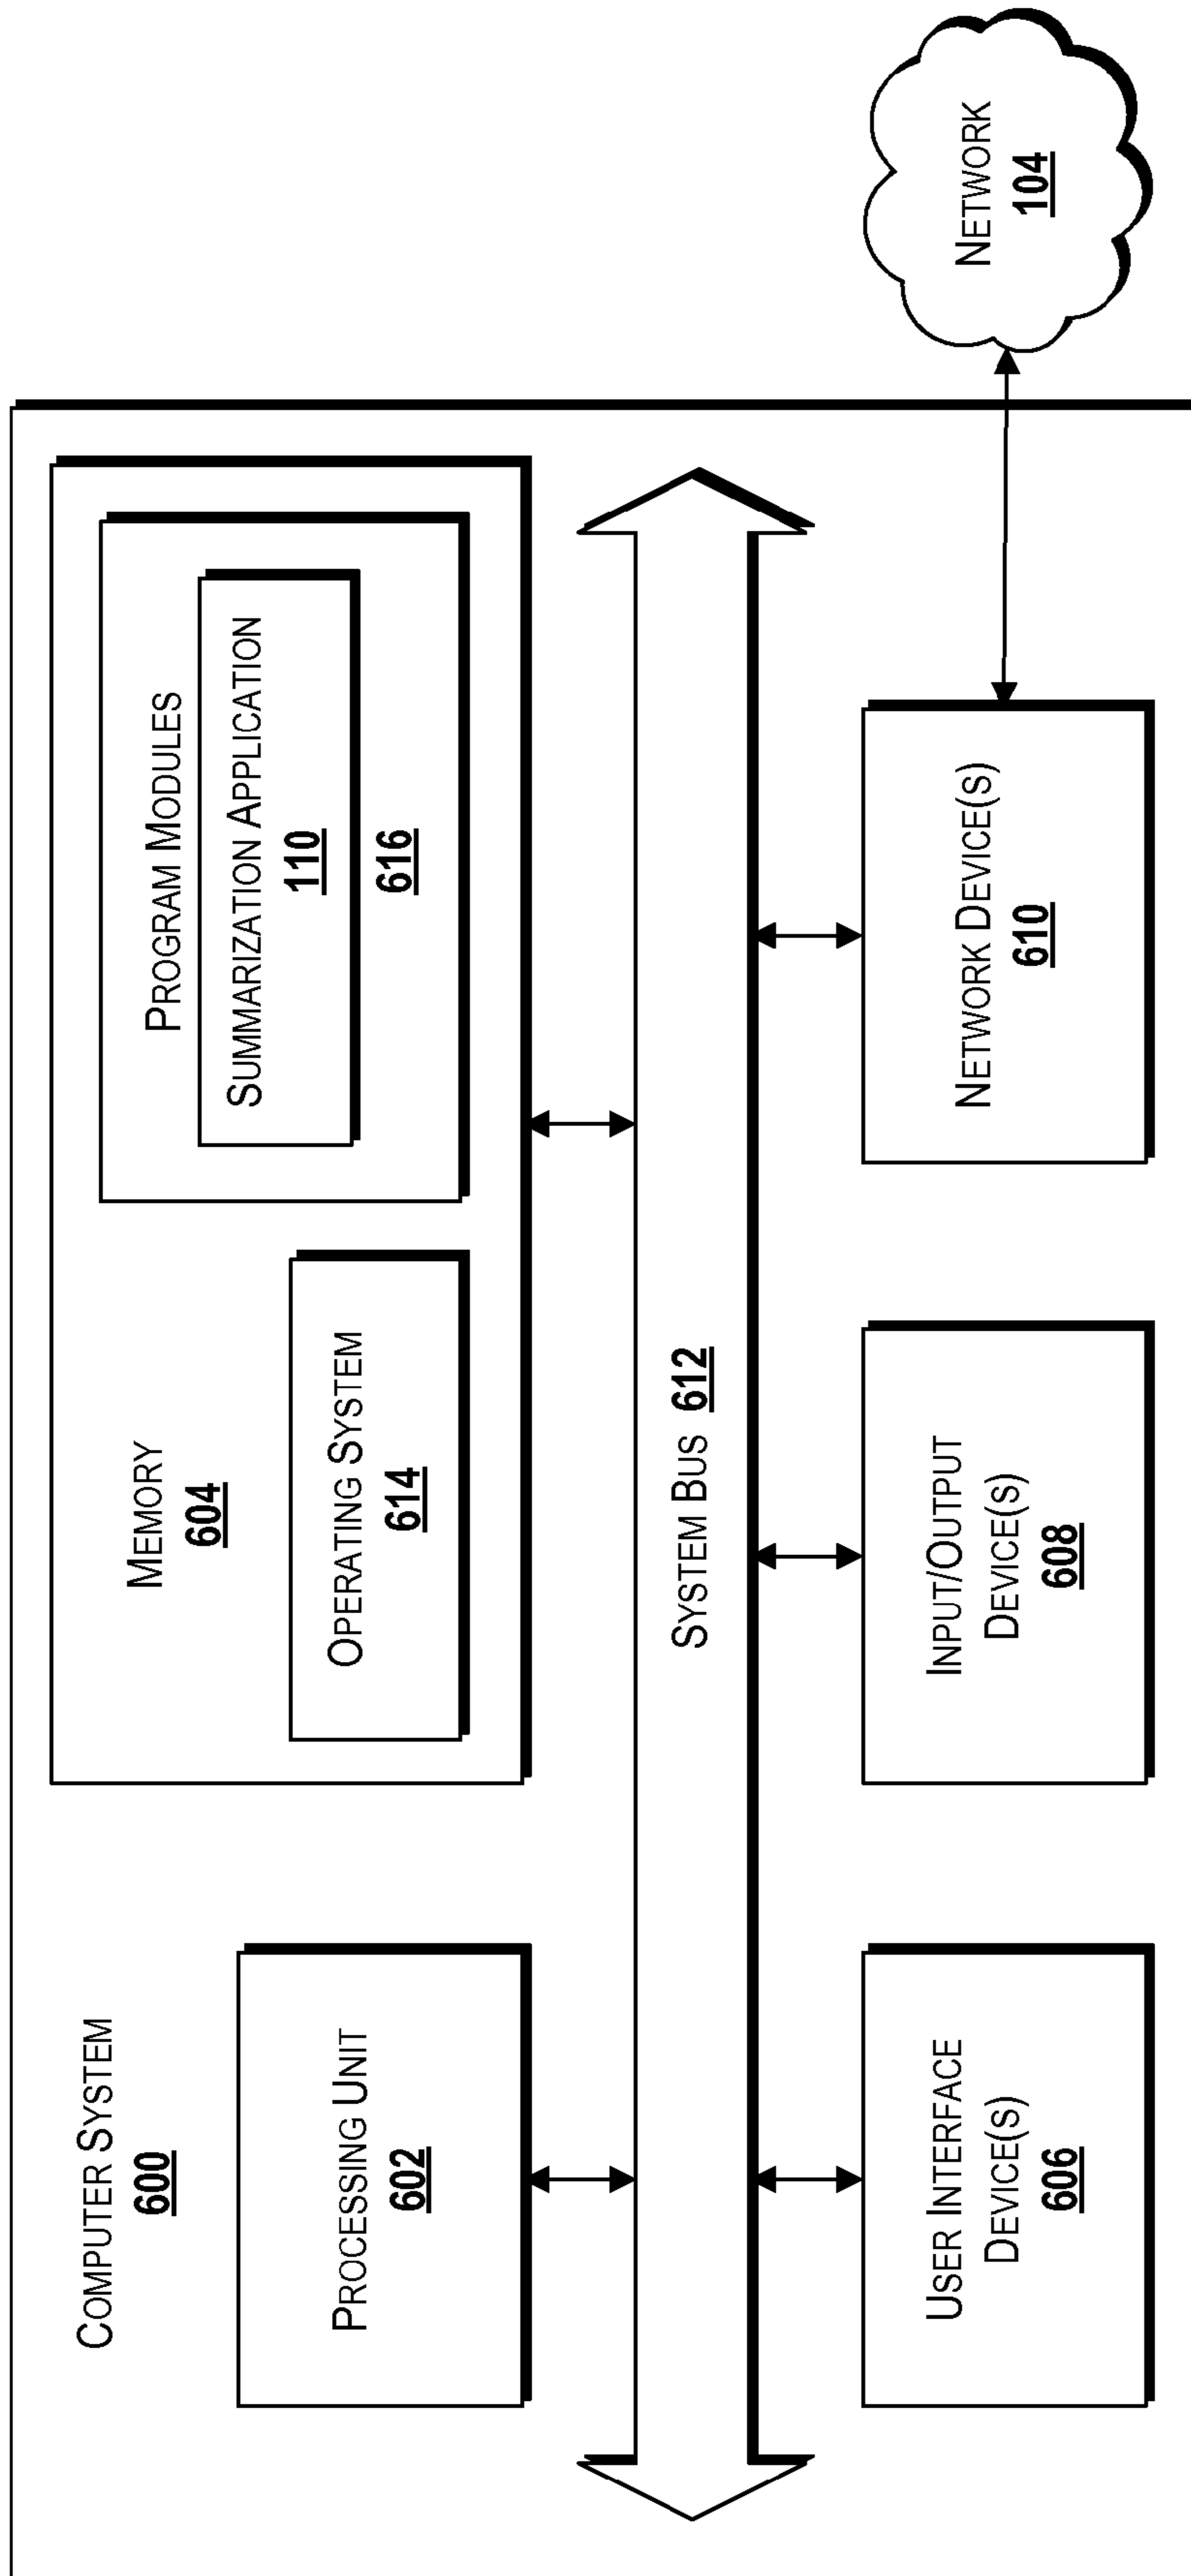 COMPUTER SYSTEM
600
PROCESSING UNIT
602
MEMORY
604
OPERATING SYSTEM
614
PROGRAM MODULES
SUMMARIZATION APPLICATION
110
616
SYSTEM BUS 612
USER INTERFACE
DEVICE(S)
606
INPUT/OUTPUT
DEVICE(S)
608
NETWORK DEVICE(S)
610
NETWORK
104